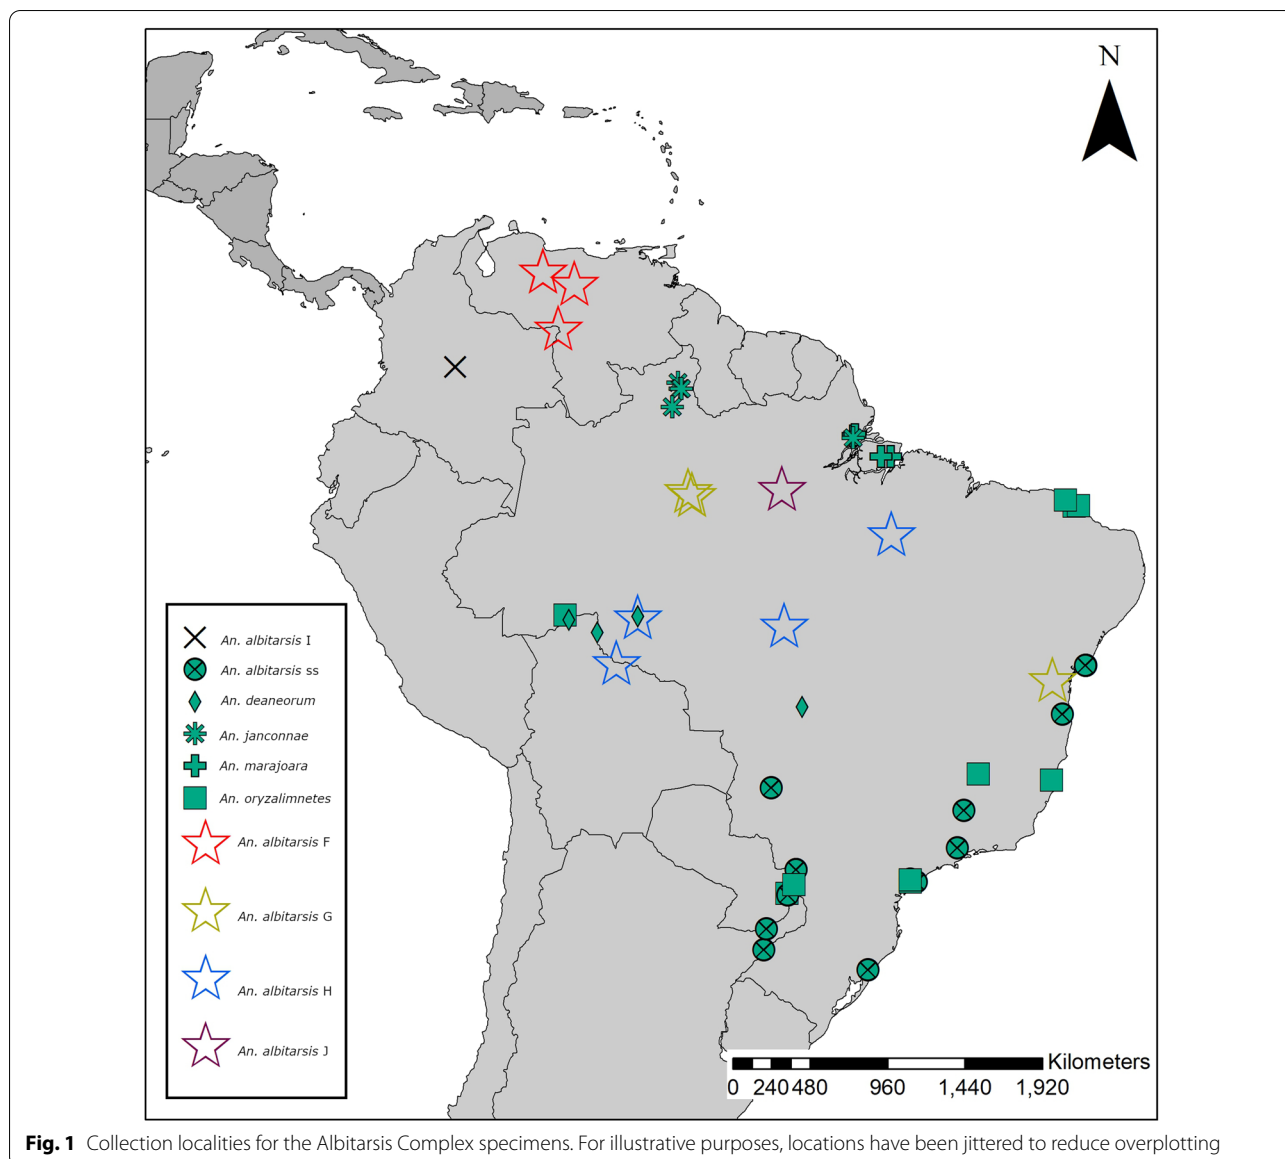 N
An. albitarsis I
An. albitarsis ss
An. deaneorum
An. janconnae
An. marajoara
An. oryzalimnetes
An. albitarsis F
An. albitarsis G
An. albitarsis H
An. albitarsis J
Kilometers
0 240 480 960 1,440 1,920
Fig. 1 Collection localities for the Albitarsis Complex specimens. For illustrative purposes, locations have been jittered to reduce overplotting